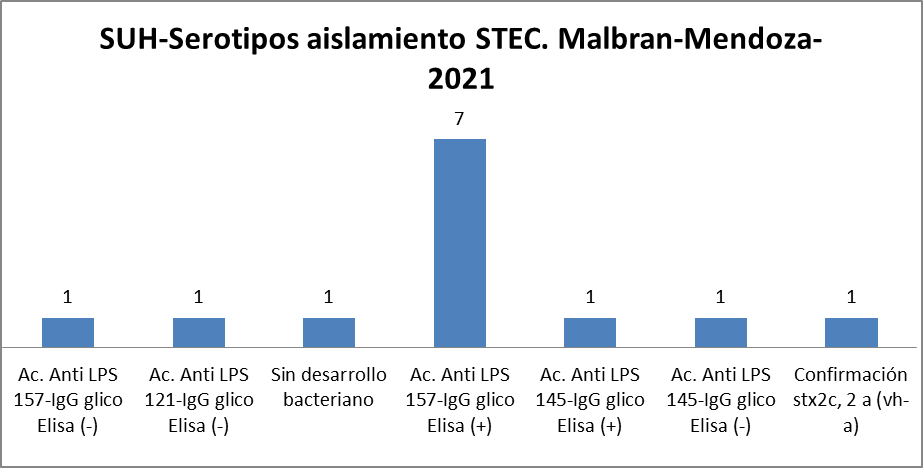 SUH-Serotipos aislamiento STEC. Malbran-Mendoza-
2021
7
1
1
1
1
1
1
Ac. Anti LPS
157-IgG glico
Elisa (-)
Ac. Anti LPS
121-IgG glico
Elisa (-)
Sin desarrollo
bacteriano
Ac. Anti LPS
157-IgG glico
Elisa (+)
Ac. Anti LPS
145-IgG glico
Elisa (+)
Ac. Anti LPS
145-IgG glico
Elisa (-)
Confirmación
stx2c, 2 a (vh-
a)